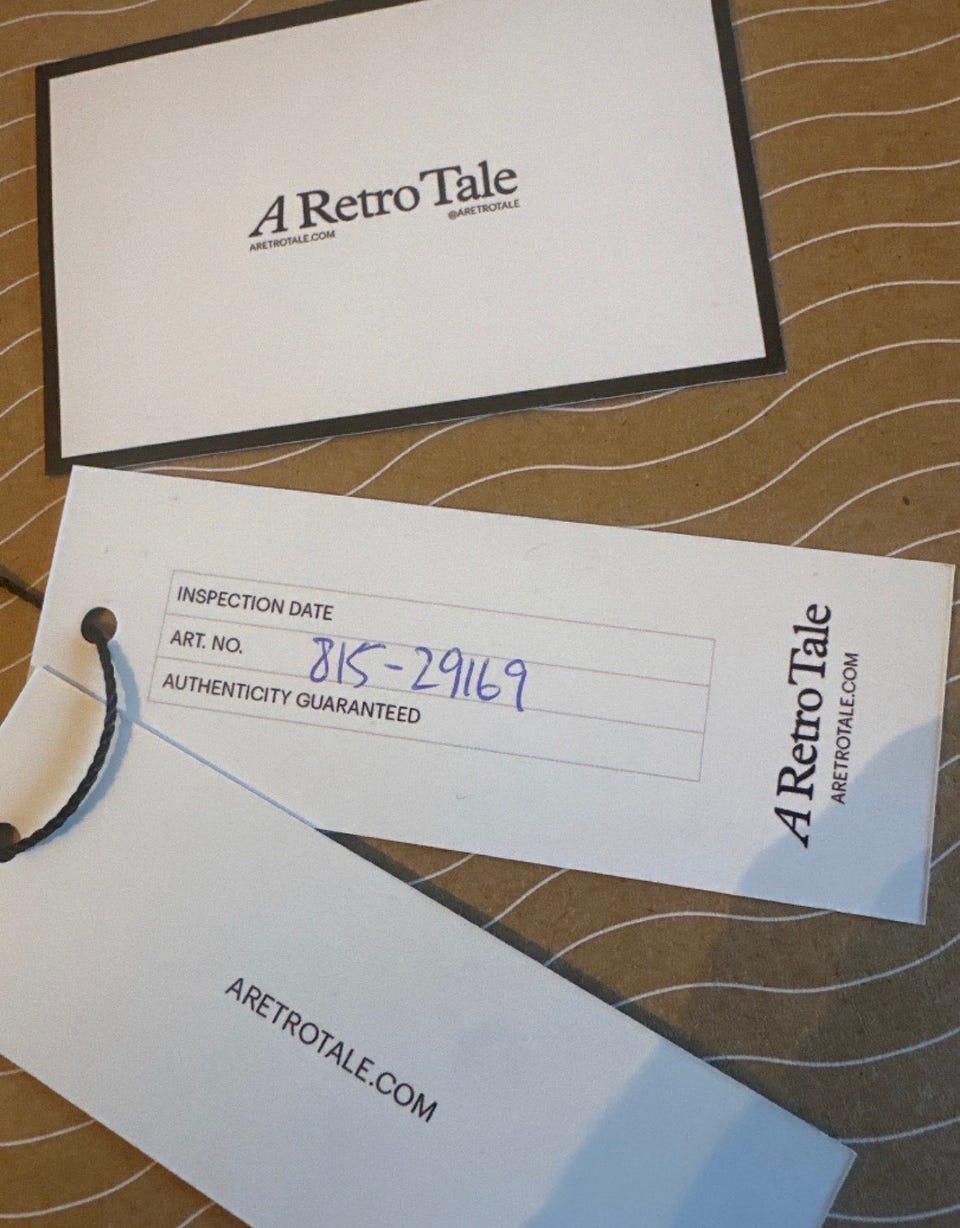 A Retro Tale
ARETROTALE.COM @ARETROTALE
INSPECTION DATE
ART. NO. 815-29169
AUTHENTICITY GUARANTEED
A Retro Tale
ARETROTALE.COM
ARETROTALE.COM